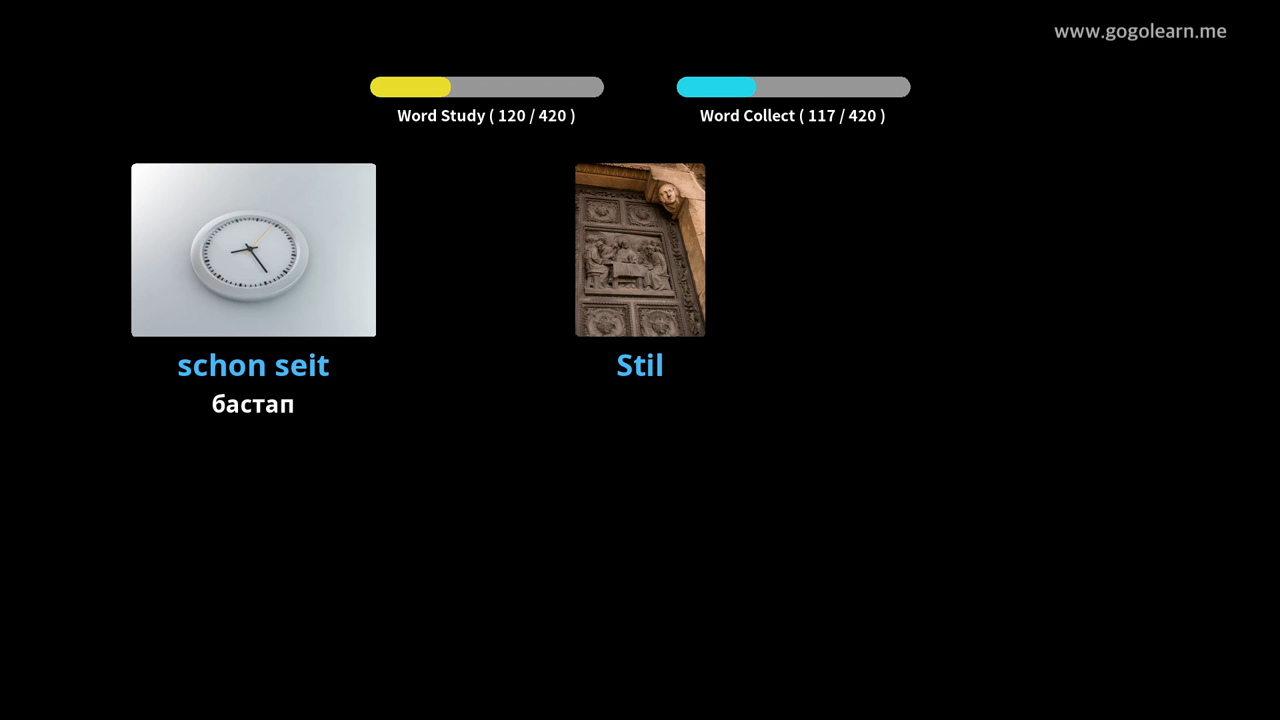 www.gogolearn.me
Word Study ( 120 / 420 )
Word Collect ( 117 / 420 )
schon seit
бастап
Stil